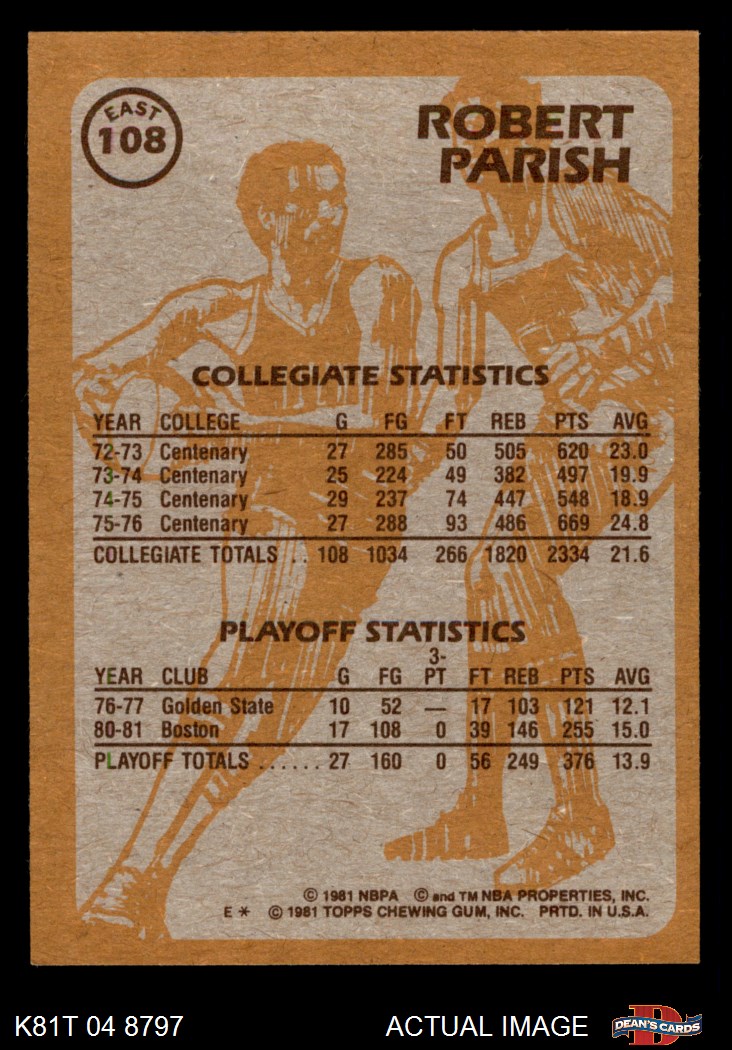 EAST
108
ROBERT
PARISH
COLLEGIATE STATISTICS
YEAR COLLEGE G FG FT REB PTS AVG
72-73 Centenary 27 285 50 505 620 23.0
73-74 Centenary 25 224 49 382 497 19.9
74-75 Centenary 29 237 74 447 548 18.9
75-76 Centenary 27 288 93 486 669 24.8
COLLEGIATE TOTALS .. 108 1034 266 1820 2334 21.6
PLAYOFF STATISTICS
3-
YEAR CLUB G FG PT FT REB PTS AVG
76-77 Golden State 10 52 — 17 103 121 12.1
80-81 Boston 17 108 0 39 146 255 15.0
PLAYOFF TOTALS ...... 27 160 0 56 249 376 13.9
© 1981 NBPA © and TM NBA PROPERTIES, INC.
E * © 1981 TOPPS CHEWING GUM, INC. PRTD. IN U.S.A.
K81T 04 8797 ACTUAL IMAGE DEAN'S CARDS